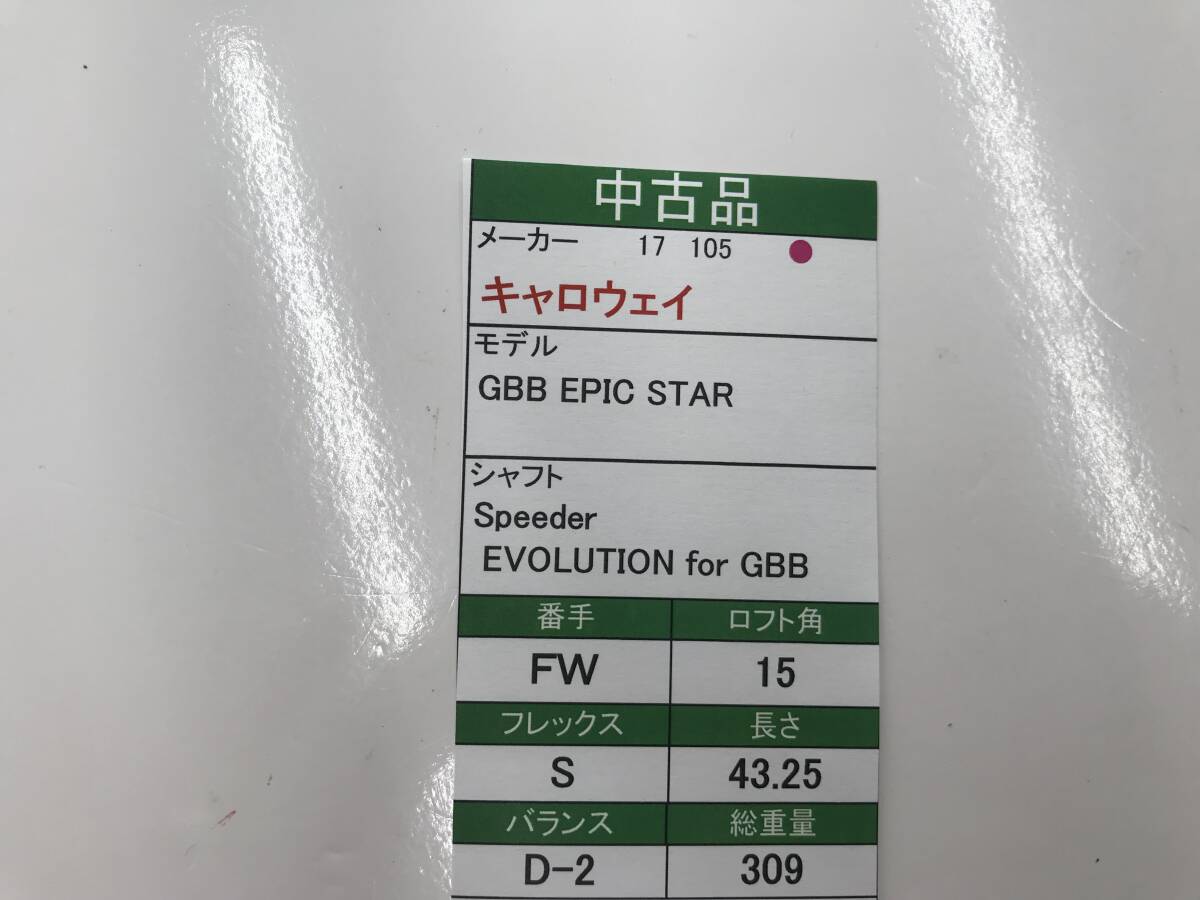 中古品
メーカー 17 105
キャロウェイ
モデル
GBB EPIC STAR
シャフト
Speeder
EVOLUTION for GBB
番手 ロフト角
FW 15
フレックス 長さ
S 43.25
バランス 総重量
D-2 309